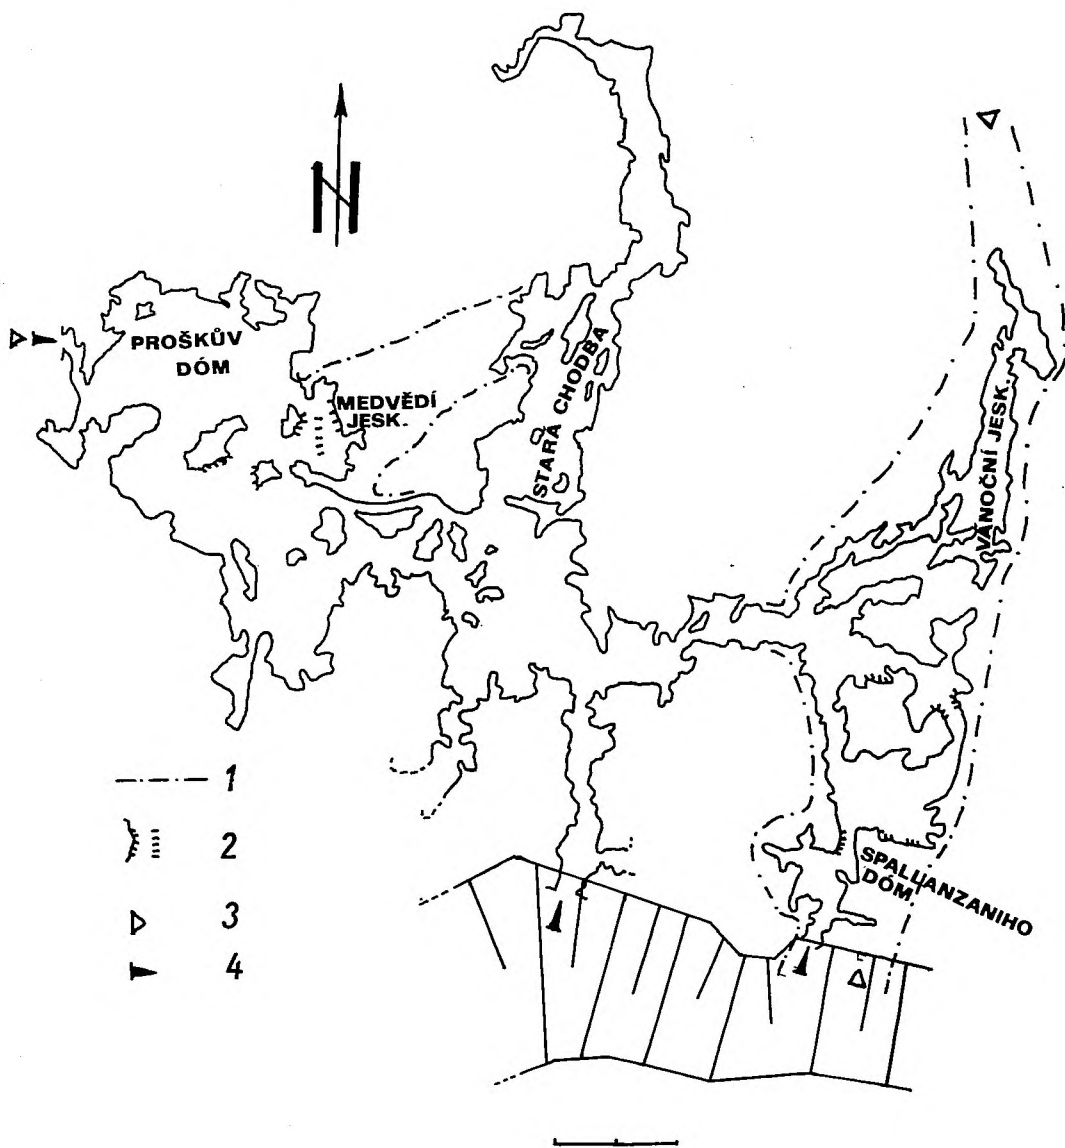 N
PROŠKŮV
DÓM
MEDVĚDÍ
JESK.
STARÁ CHODBA
VÁNOČNÍ JESK.
SPALLANZANIHO
DÓM
1
2
3
4